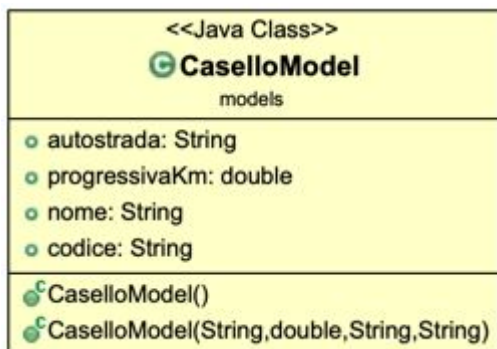 <<Java Class>>
CaselloModel
models
autostrada: String
progressivaKm: double
nome: String
codice: String
CaselloModel()
CaselloModel(String,double,String,String)